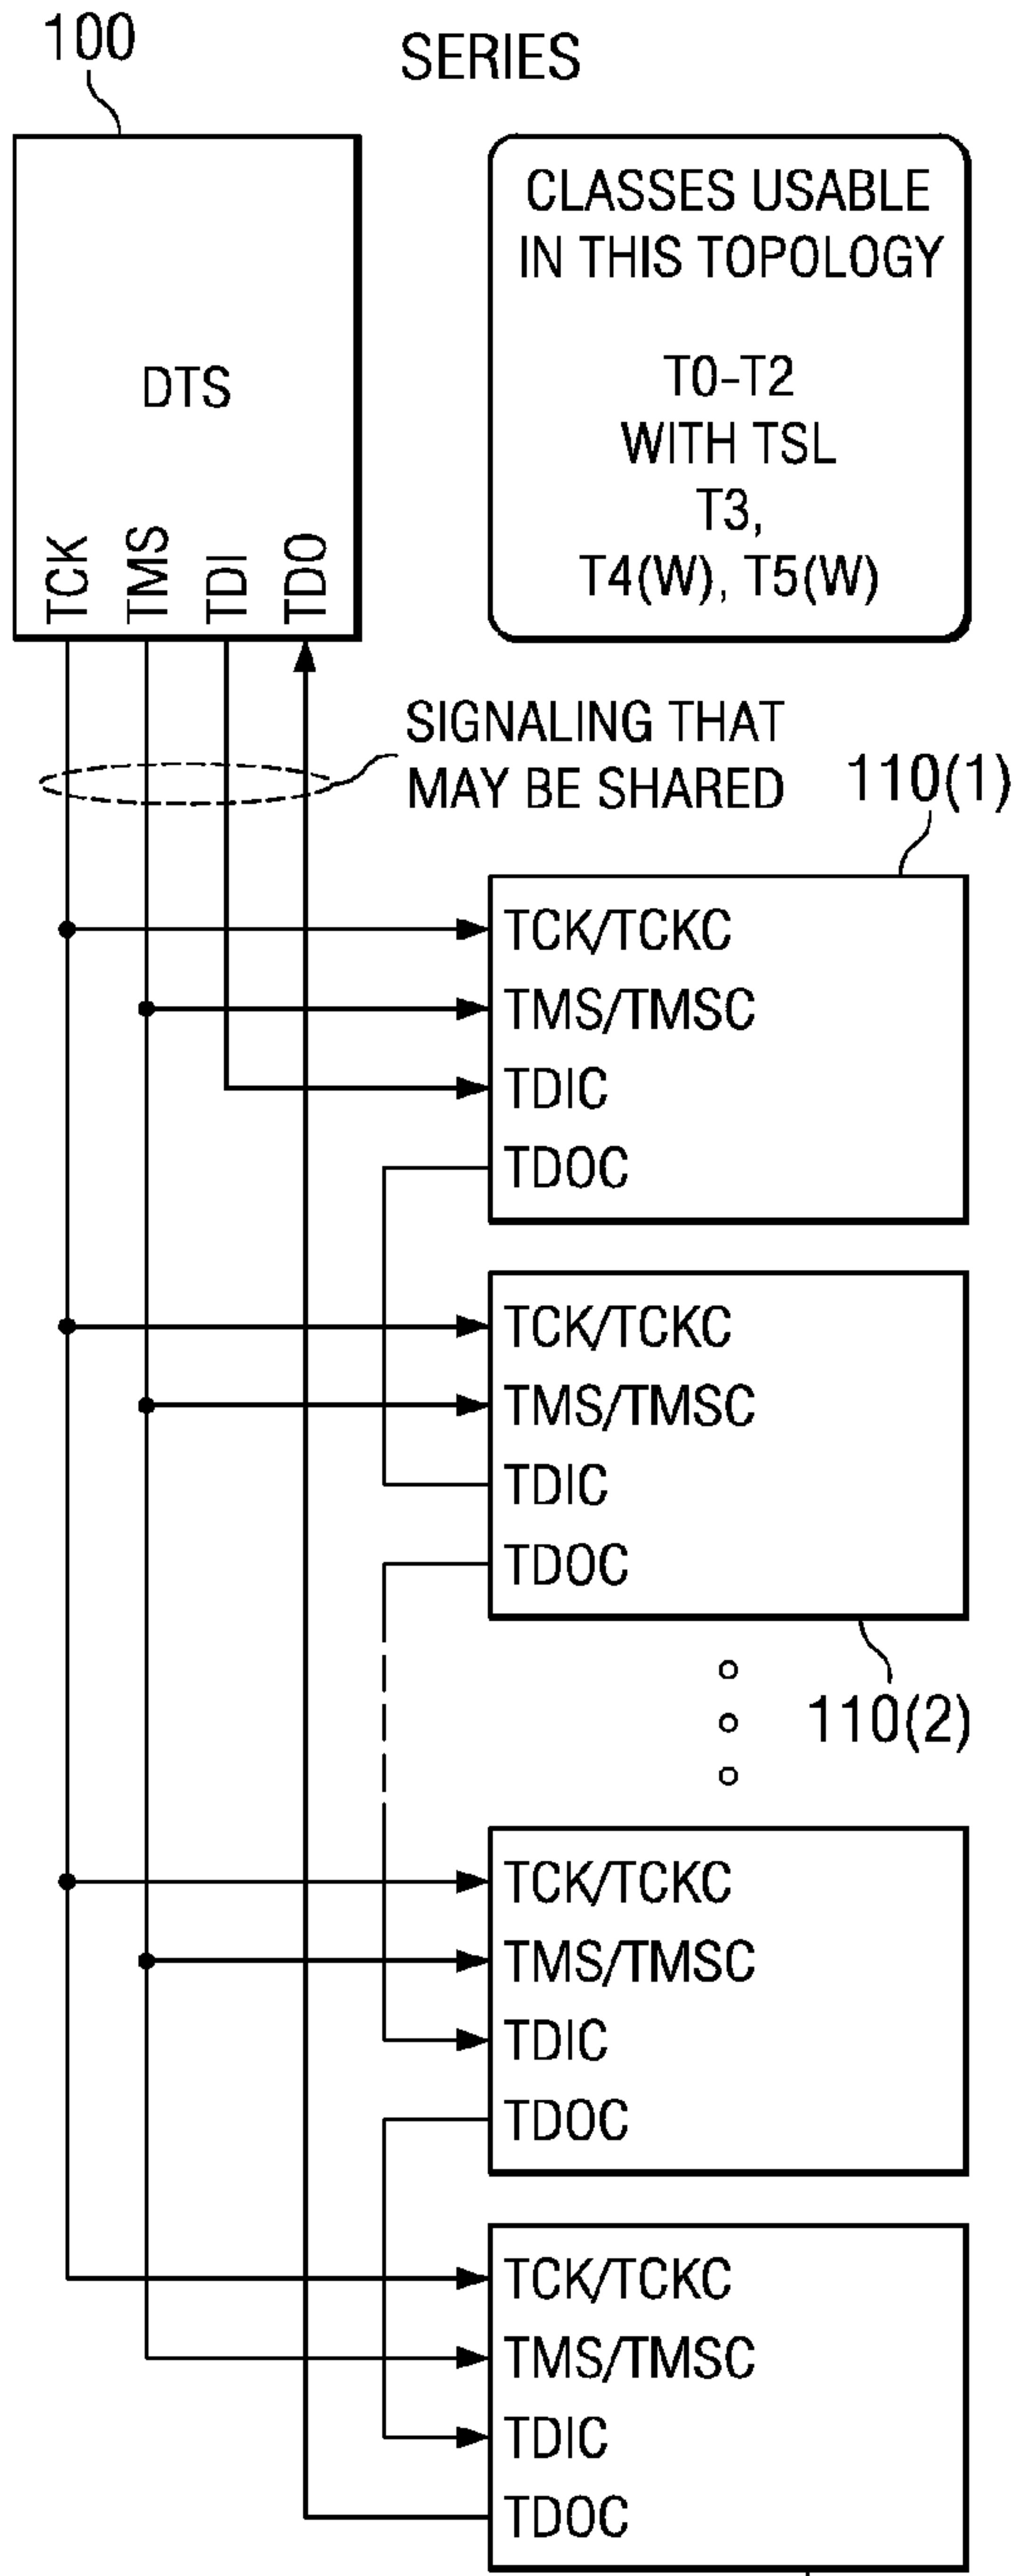 100
SERIES
CLASSES USABLE
IN THIS TOPOLOGY
T0-T2
WITH TSL
T3,
T4(W), T5(W)
DTS
TCK
TMS
TDI
TDO
SIGNALING THAT
MAY BE SHARED
110(1)
TCK/TCKC
TMS/TMSC
TDIC
TDOC
TCK/TCKC
TMS/TMSC
TDIC
TDOC
110(2)
TCK/TCKC
TMS/TMSC
TDIC
TDOC
TCK/TCKC
TMS/TMSC
TDIC
TDOC